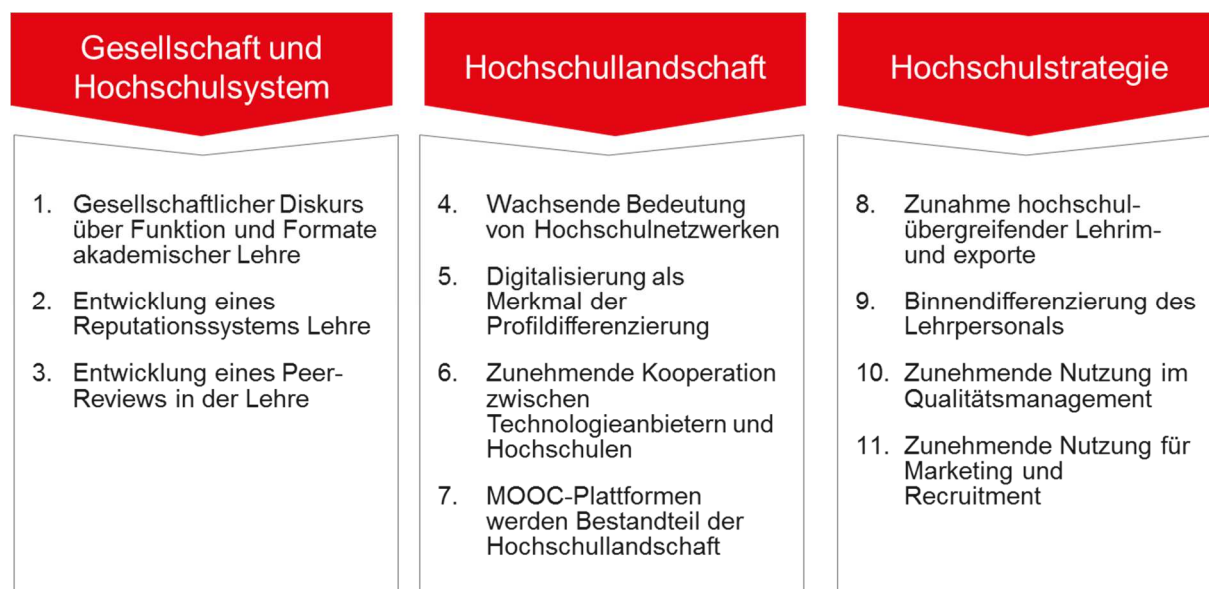 Gesellschaft und
Hochschulsystem
1. Gesellschaftlicher Diskurs
über Funktion und Formate
akademischer Lehre
2. Entwicklung eines
Reputationssystems Lehre
3. Entwicklung eines Peer-
Reviews in der Lehre
Hochschullandschaft
4. Wachsende Bedeutung
von Hochschulnetzwerken
5. Digitalisierung als
Merkmal der
Profildifferenzierung
6. Zunehmende Kooperation
zwischen
Technologieanbietern und
Hochschulen
7. MOOC-Plattformen
werden Bestandteil der
Hochschullandschaft
Hochschulstrategie
8. Zunahme hochschul-
übergreifender Lehrim-
und exporte
9. Binnendifferenzierung des
Lehrpersonals
10. Zunehmende Nutzung im
Qualitätsmanagement
11. Zunehmende Nutzung für
Marketing und
Recruitment